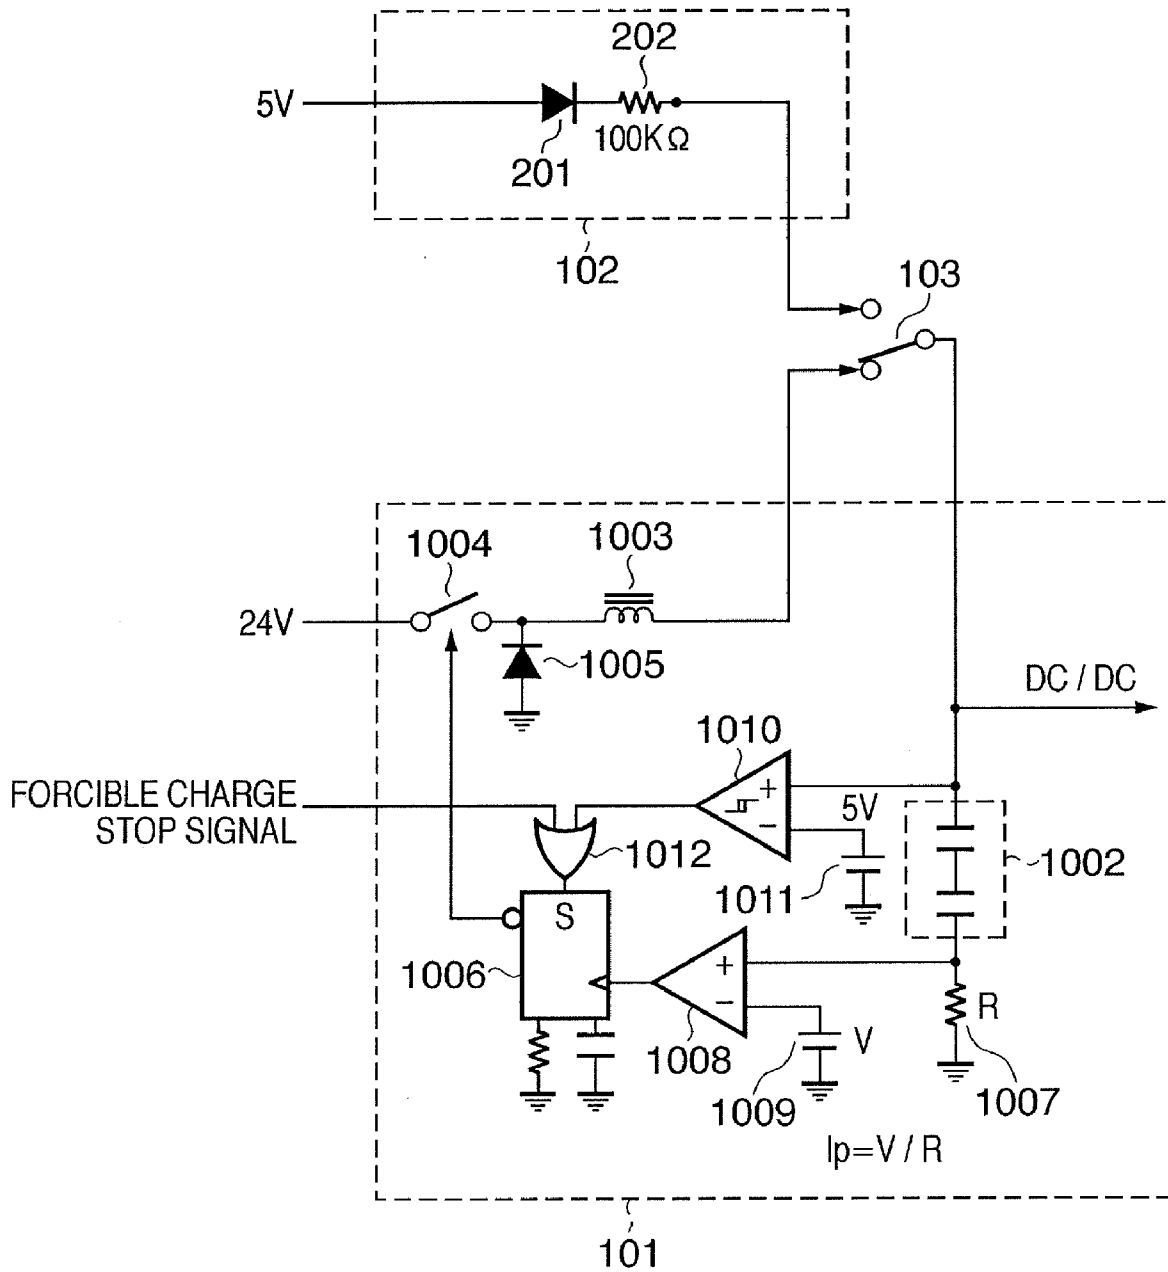 202
5V
100KΩ
201
102
103
1004
1003
24V
1005
DC / DC
1010
FORCIBLE CHARGE
STOP SIGNAL
+
5V
−
1012
1002
1011
S
1006
+
−
R
1008
V
1009
1007
Ip=V / R
101